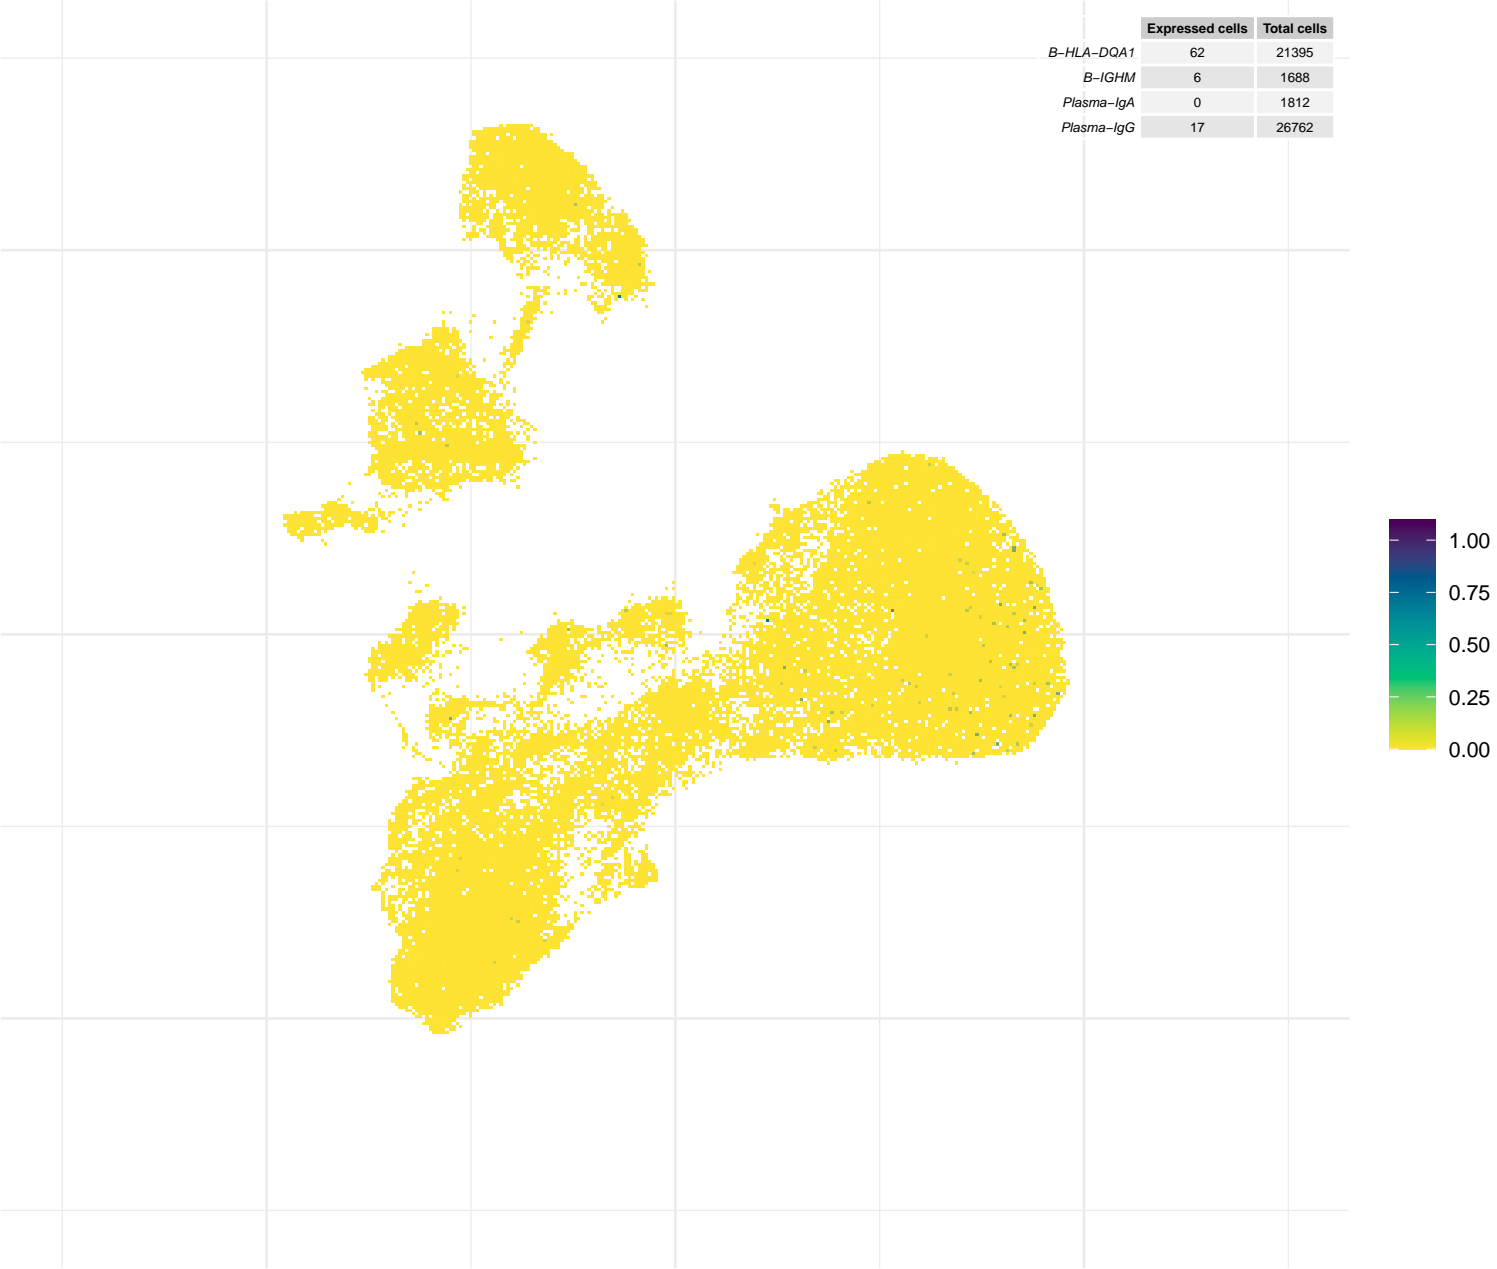 Expressed cells Total cells
B−HLA−DQA1 62 21395
B−IGHM 6 1688
Plasma−IgA 0 1812
Plasma−IgG 17 26762
1.00
0.75
0.50
0.25
0.00